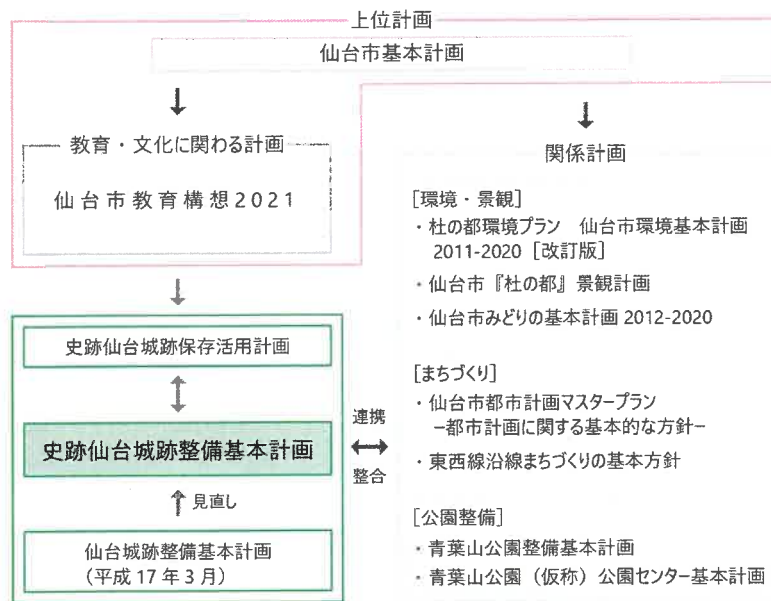 上位計画
仙台市基本計画
教育・文化に関わる計画
仙台市教育構想2021
史跡仙台城跡保存活用計画
史跡仙台城跡整備基本計画
見直し
仙台城跡整備基本計画
（平成 17 年 3 月）
連携
整合
関係計画
[環境・景観]
・杜の都環境プラン　仙台市環境基本計画
2011-2020［改訂版］
・仙台市『杜の都』景観計画
・仙台市みどりの基本計画 2012-2020
[まちづくり]
・仙台市都市計画マスタープラン
−都市計画に関する基本的な方針−
・東西線沿線まちづくりの基本方針
[公園整備]
・青葉山公園整備基本計画
・青葉山公園（仮称）公園センター基本計画